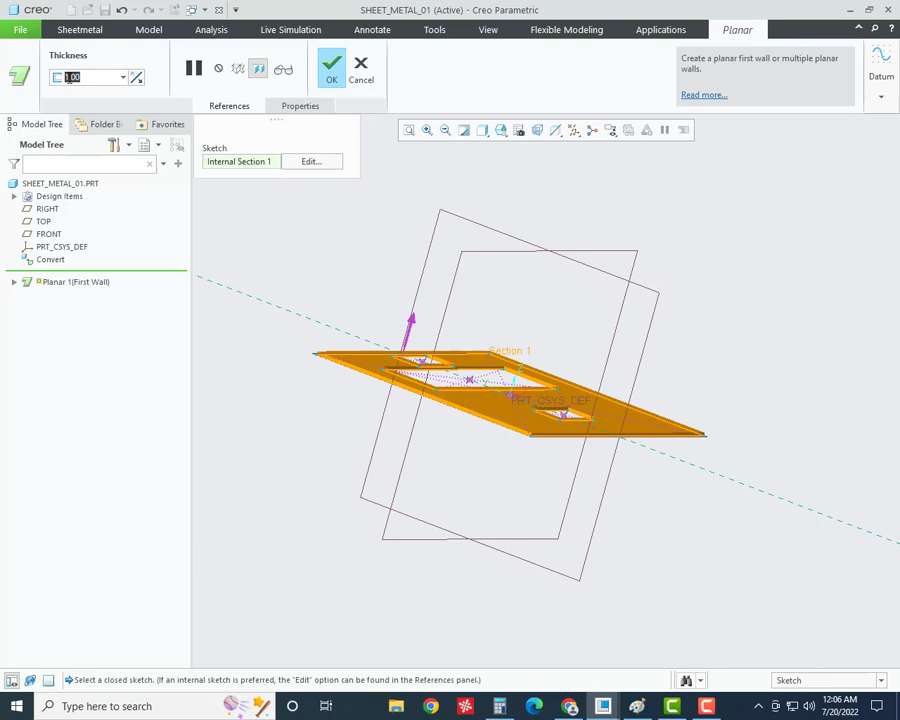 creo
SHEET_METAL_01 (Active) - Creo Parametric
File Sheetmetal Model Analysis Live Simulation Annotate Tools View Flexible Modeling Applications Planar
Thickness
1.00
OK
Cancel
References Properties
Create a planar first wall or multiple planar walls.
Read more...
Datum
Model Tree Folder Br Favorites
Model Tree
SHEET_METAL_01.PRT
Design Items
RIGHT
TOP
FRONT
PRT_CSYS_DEF
Convert
Planar 1(First Wall)
Sketch
Internal Section 1 Edit...
Section 1
PRT_CSYS_DEF
Select a closed sketch. (If an internal sketch is preferred, the 'Edit' option can be found in the References panel.)
Sketch
Type here to search
12:06 AM
7/20/2022